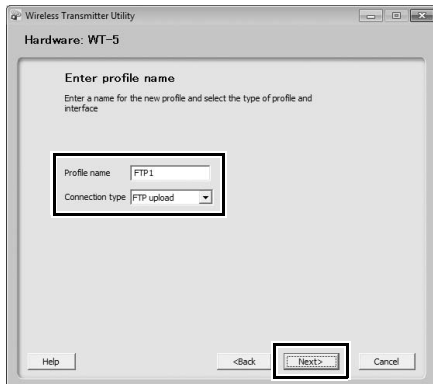 Wireless Transmitter Utility
Hardware: WT-5
Enter profile name
Enter a name for the new profile and select the type of profile and
interface
Profile name FTP1
Connection type FTP upload
Help <Back Next> Cancel